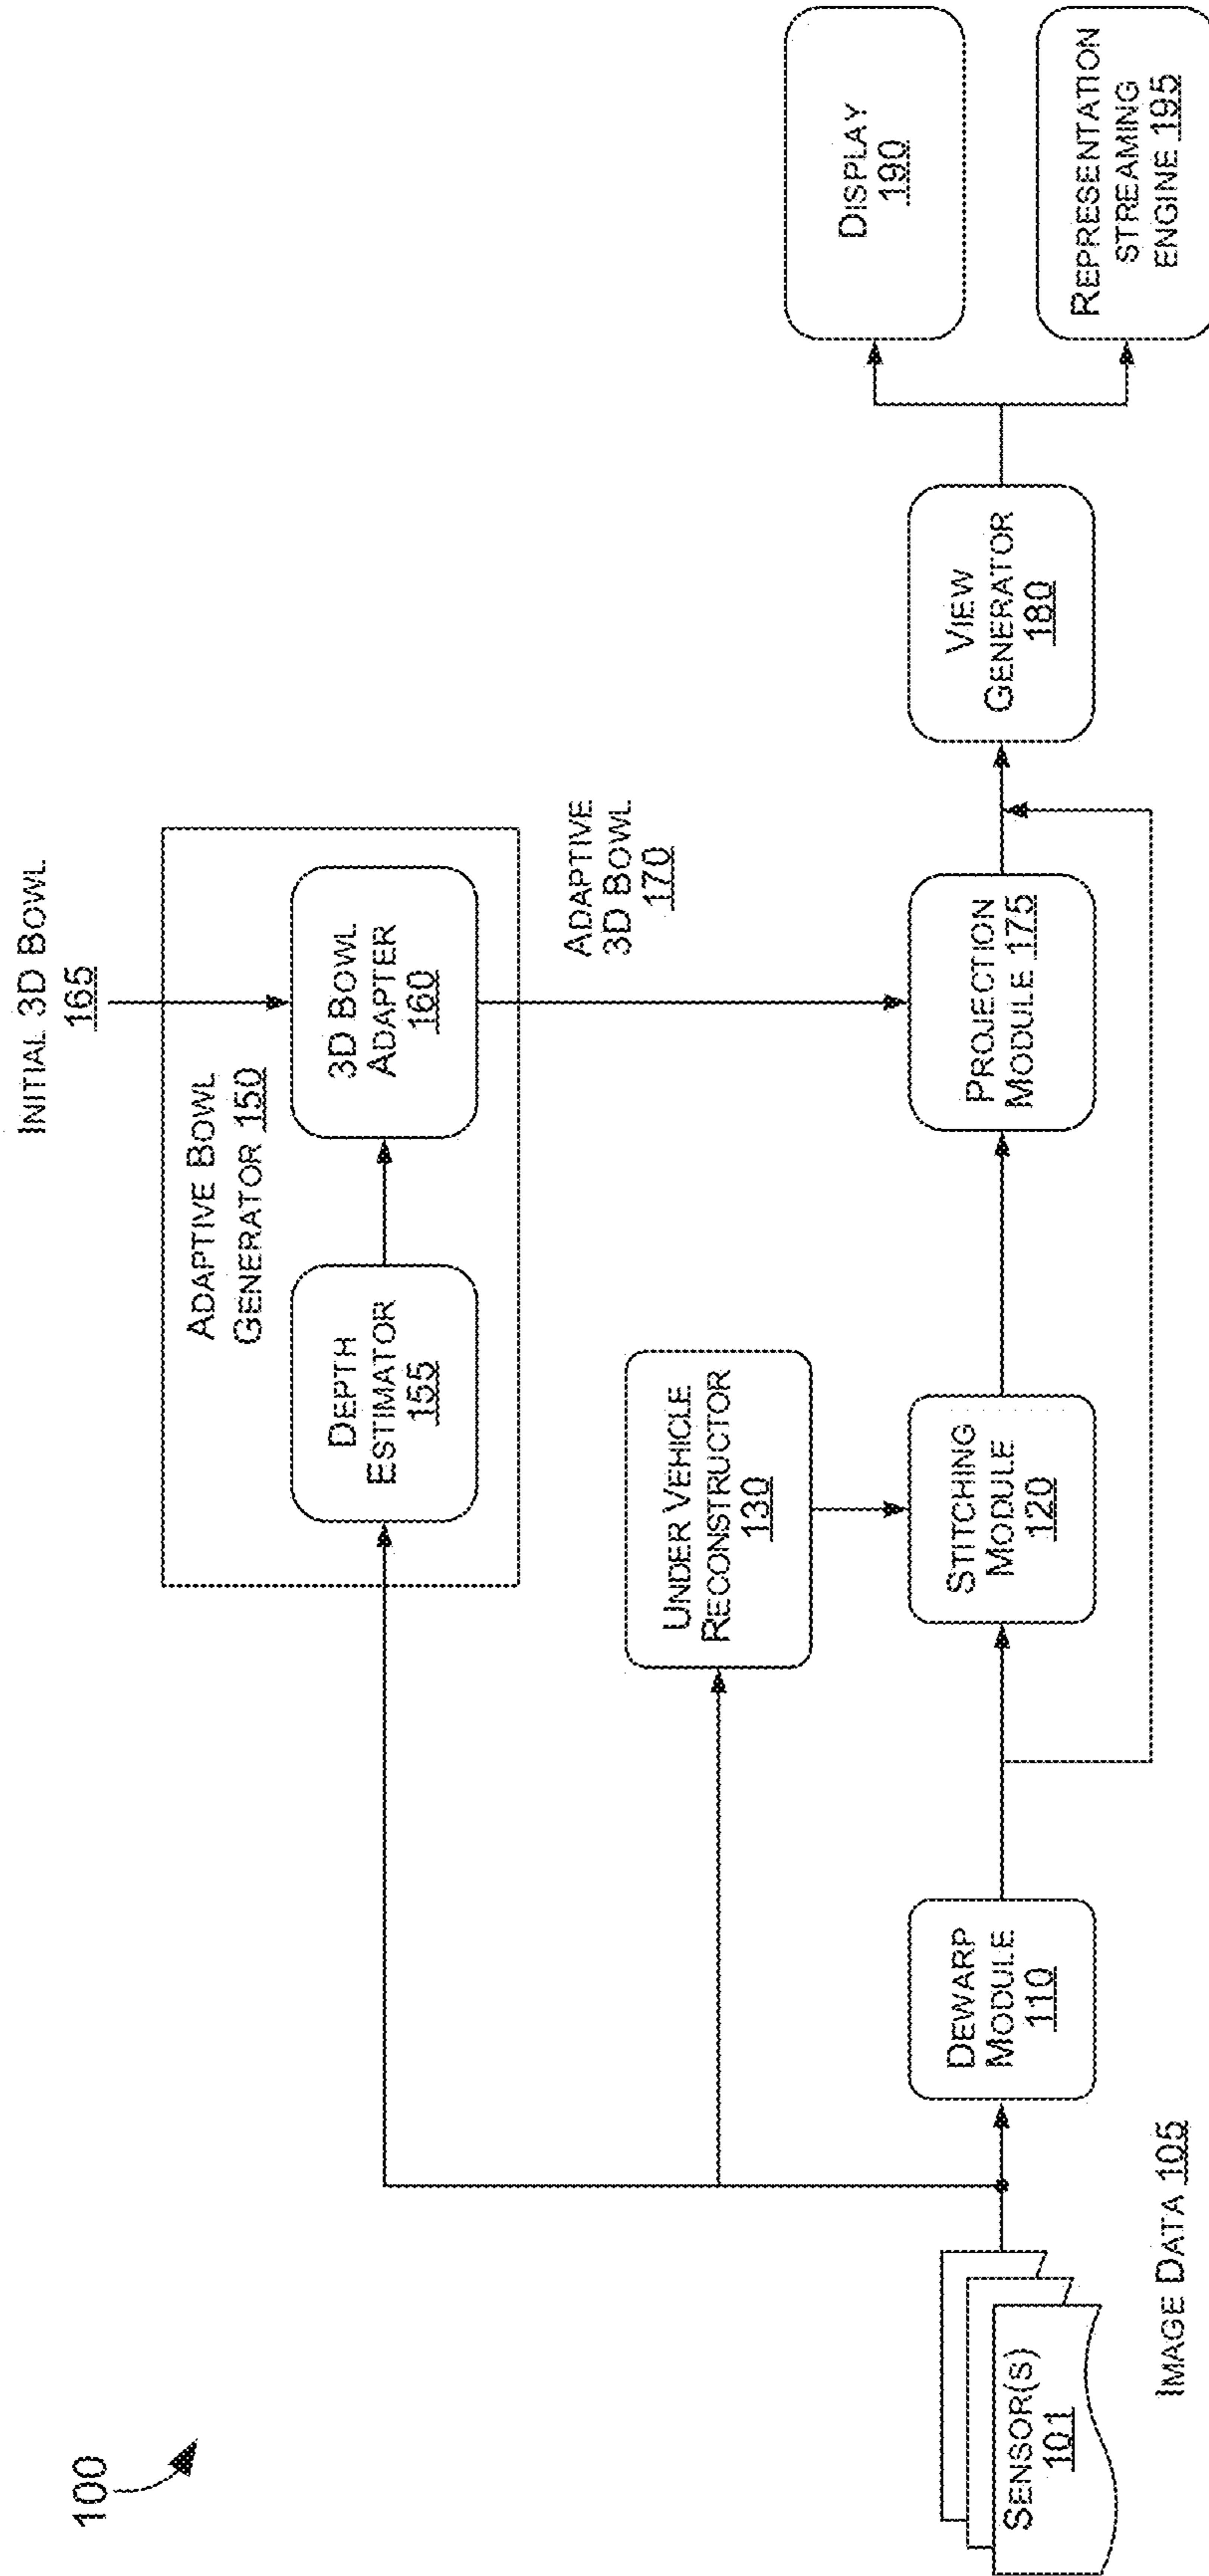 100
INITIAL 3D BOWL
165
ADAPTIVE BOWL
GENERATOR 150
DEPTH
ESTIMATOR
155
3D BOWL
ADAPTER
160
ADAPTIVE
3D BOWL
170
UNDER VEHICLE
RECONSTRUCTOR
130
SENSOR(S)
101
IMAGE DATA 105
DEWARP
MODULE
110
STITCHING
MODULE
120
PROJECTION
MODULE 175
VIEW
GENERATOR
180
DISPLAY
190
REPRESENTATION
STREAMING
ENGINE 195